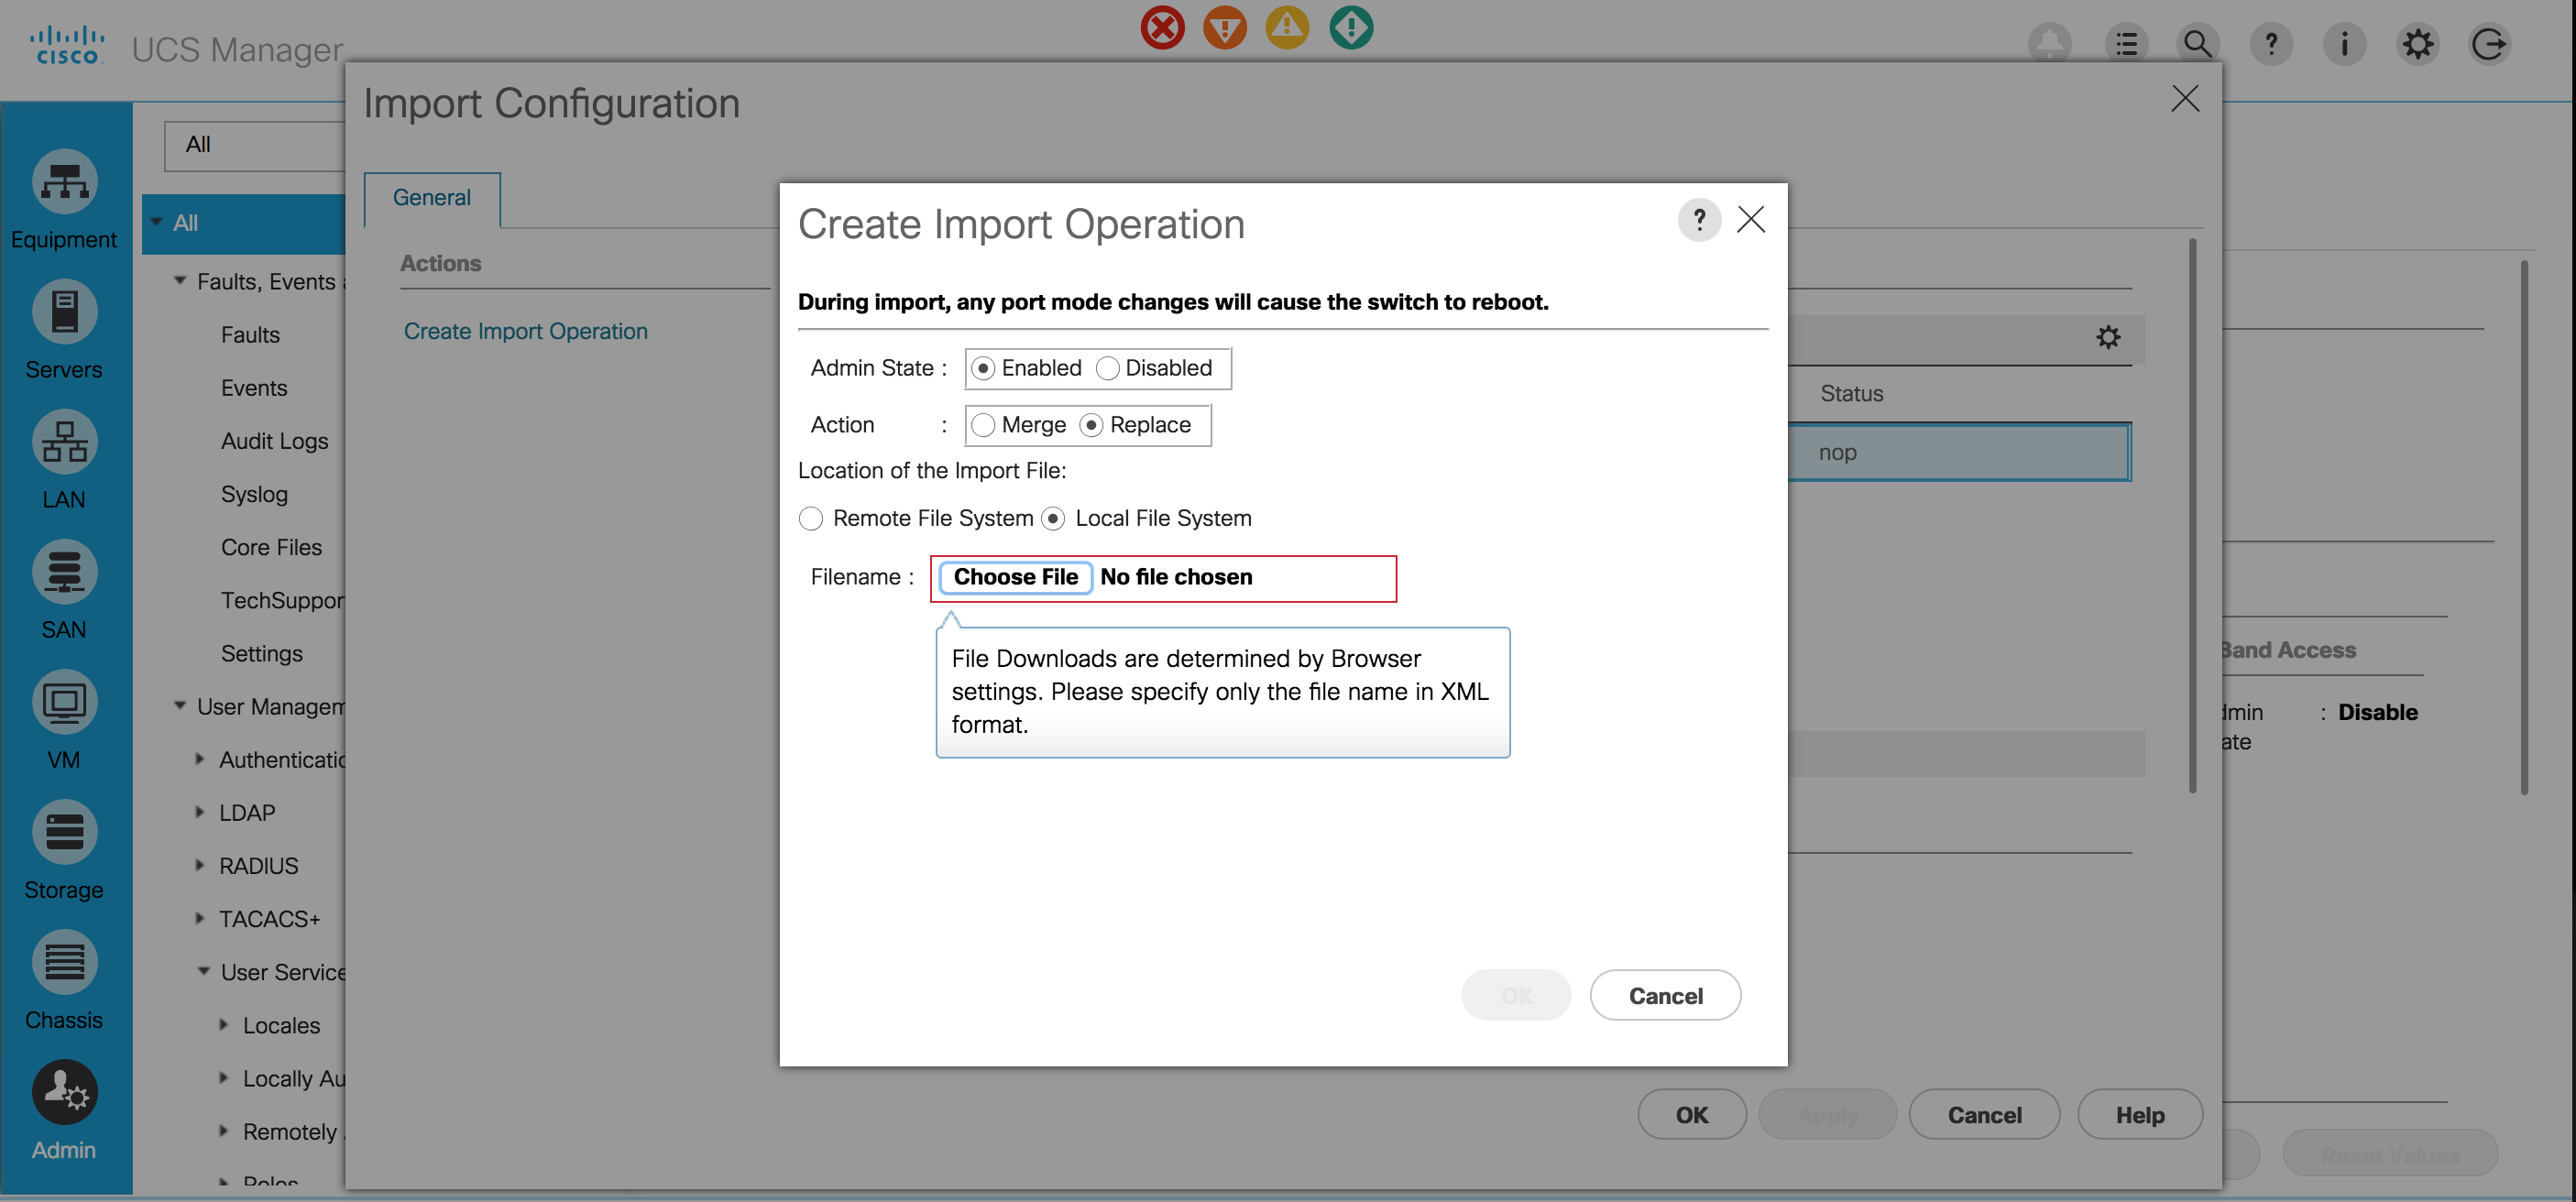 CISCO
UCS Manager
Import Configuration
All
General
All
Actions
Create Import Operation
Equipment
Faults, Events
Faults
Servers
Events
Audit Logs
LAN
Syslog
Core Files
TechSuppor
SAN
Settings
User Managem
VM
Authenticatic
LDAP
RADIUS
Storage
TACACS+
User Service
Chassis
Locales
Locally Au
Remotely
Admin
Roles
Create Import Operation
?
During import, any port mode changes will cause the switch to reboot.
Admin State : Enabled Disabled
Action : Merge Replace
Location of the Import File:
Remote File System Local File System
Filename : Choose File No file chosen
File Downloads are determined by Browser
settings. Please specify only the file name in XML
format.
OK Cancel
Status
nop
Band Access
dmin : Disable
ate
OK Apply Cancel Help
Reset Values